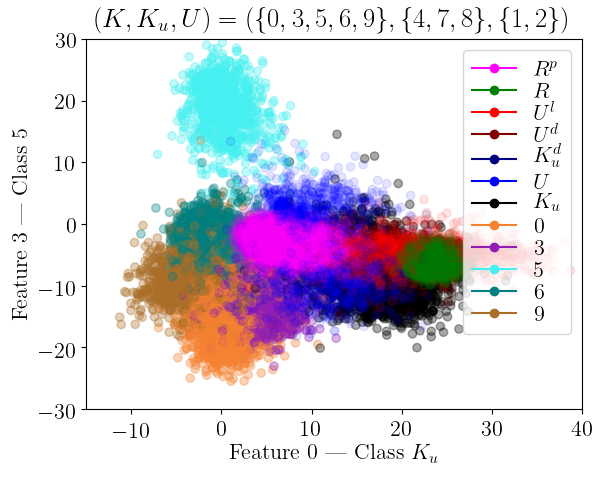 (K, K_u, U) = ({0, 3, 5, 6, 9}, {4, 7, 8}, {1, 2})
30
20
10
0
−10
−20
−30
Feature 3 — Class 5
R^p
R
U^l
U^d
K_u^d
U
K_u
0
3
5
6
9
−10
0
10
20
30
40
Feature 0 — Class K_u